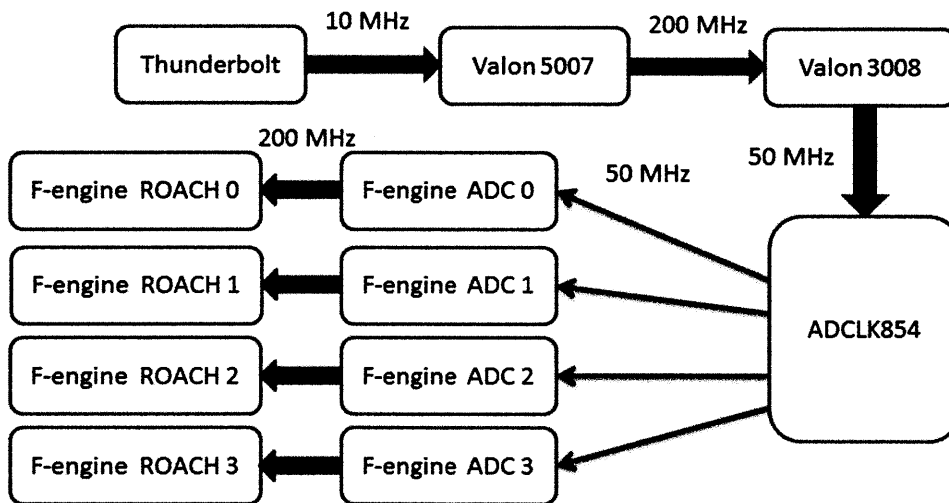 10 MHz
200 MHz
Thunderbolt
Valon 5007
Valon 3008
200 MHz
50 MHz
50 MHz
F-engine ROACH 0
F-engine ADC 0
F-engine ROACH 1
F-engine ADC 1
ADCLK854
F-engine ROACH 2
F-engine ADC 2
F-engine ROACH 3
F-engine ADC 3